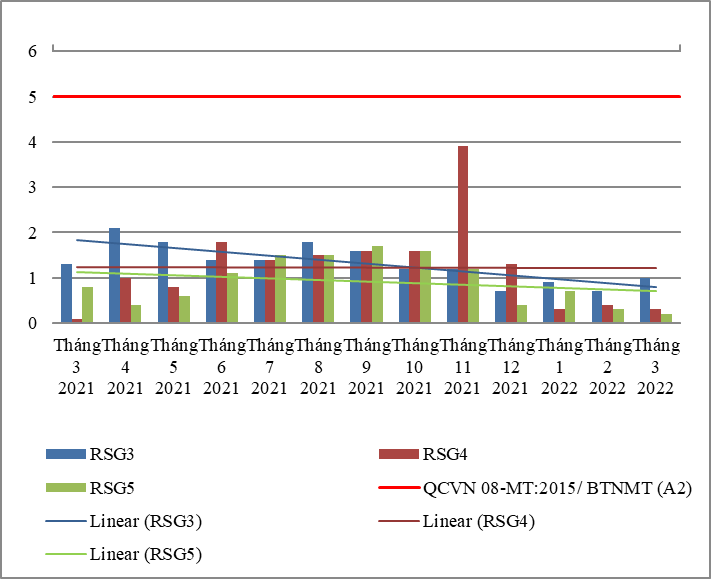 6
5
4
3
2
1
0
Tháng Tháng Tháng Tháng Tháng Tháng Tháng Tháng Tháng Tháng Tháng Tháng Tháng
3 4 5 6 7 8 9 10 11 12 1 2 3
2021 2021 2021 2021 2021 2021 2021 2021 2021 2021 2022 2022 2022
RSG3 RSG4
RSG5 QCVN 08-MT:2015/ BTNMT (A2)
Linear (RSG3) Linear (RSG4)
Linear (RSG5)